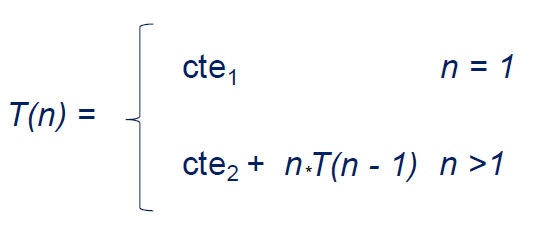 cte₁ n = 1
T(n) =
cte₂ + n*T(n - 1) n >1